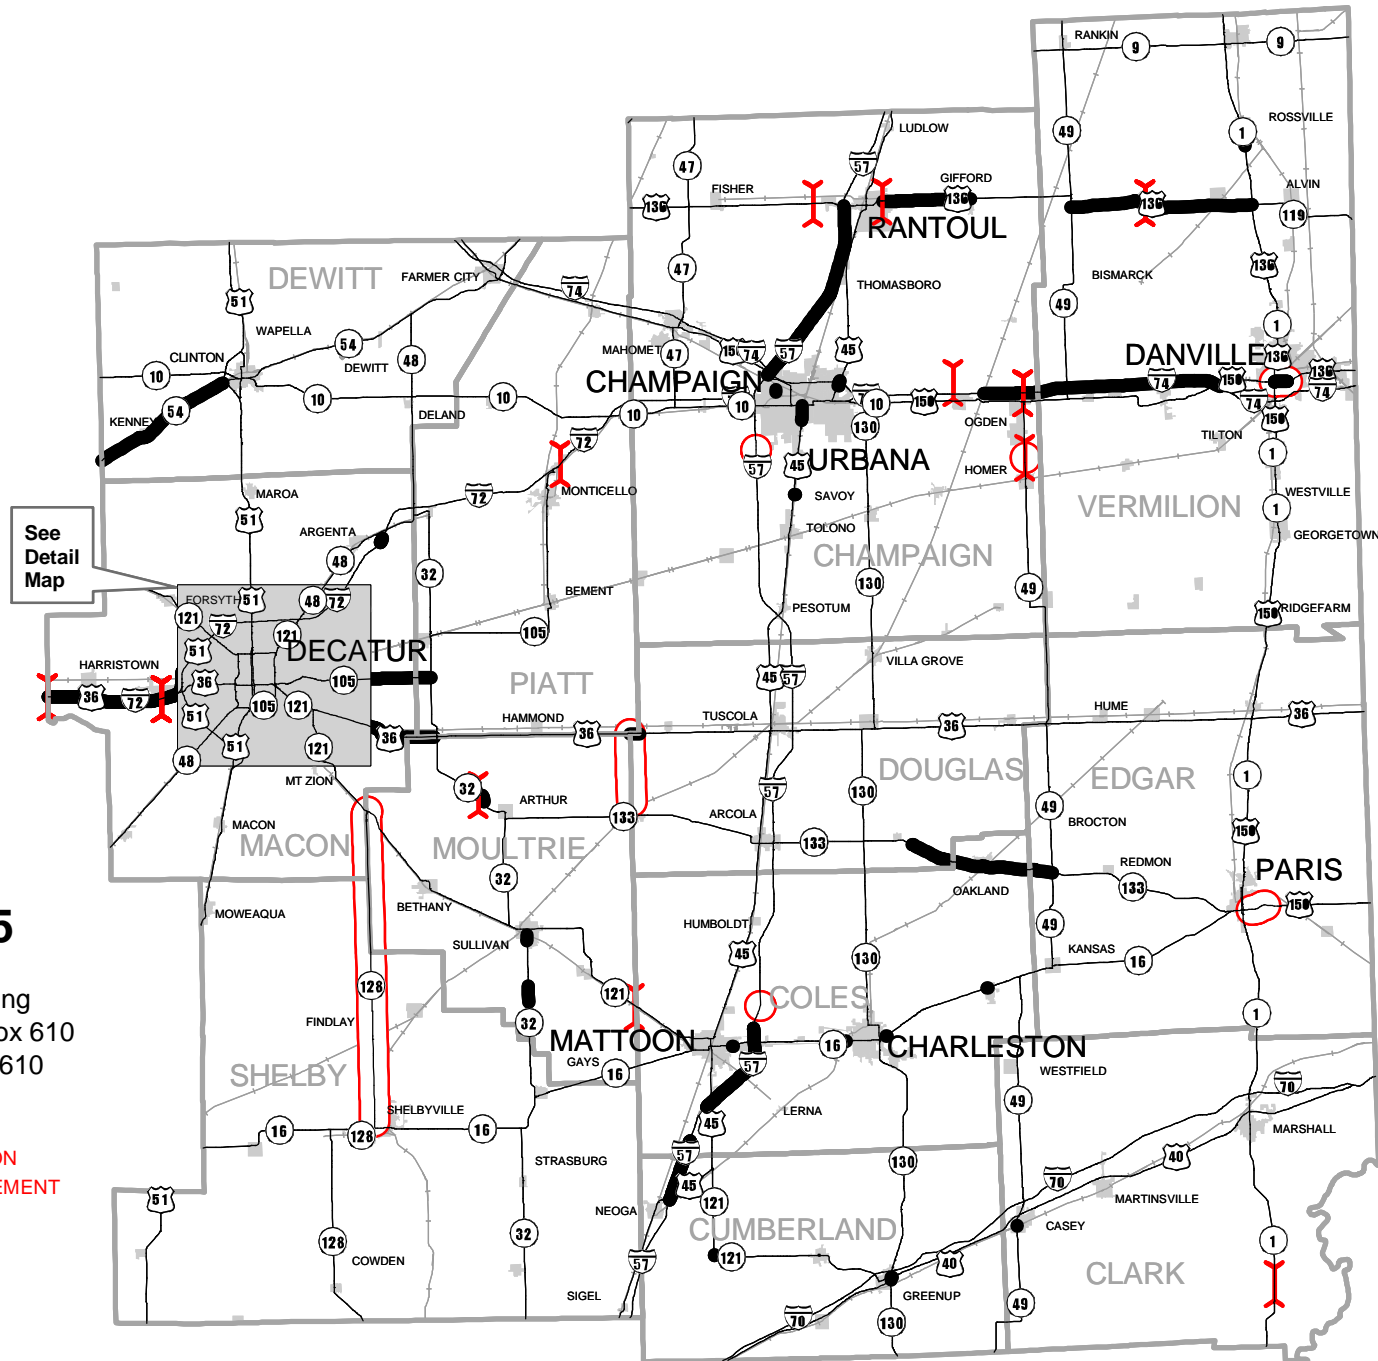 RANKIN
9
9
49
1
ROSSVILLE
LUDLOW
57
47
FISHER
GIFFORD
ALVIN
136
136
136
119
RANTOUL
DEWITT
FARMER CITY
74
47
THOMASBORO
BISMARCK
136
51
WAPELLA
54
DEWITT
48
MAHOMET
47
74
57
45
49
1
136
DANVILLE
CLINTON
10
CHAMPAIGN
150
74
136
74
74
KENNEY
54
10
10
DELAND
10
10
10
150
OGDEN
130
150
TILTON
72
57
45
URBANA
HOMER
1
MAROA
72
MONTICELLO
SAVOY
VERMILION
WESTVILLE
51
1
See
Detail
Map
ARGENTA
48
TOLONO
CHAMPAIGN
GEORGETOWN
32
130
49
FORSYTH
51
48
72
BEMENT
PESOTUM
150
RIDGEFARM
121
72
121
105
51
DECATUR
VILLA GROVE
HARRISTOWN
36
105
PIATT
45
57
36
72
51
105
121
HAMMOND
TUSCOLA
HUME
36
51
121
36
36
36
48
MT ZION
32
ARTHUR
57
130
DOUGLAS
EDGAR
1
MACON
MACON
133
ARCOLA
49
BROCTON
150
MOULTRIE
133
REDMON
32
BETHANY
OAKLAND
133
PARIS
MOWEAQUA
5
SULLIVAN
HUMBOLDT
49
150
45
130
KANSAS
16
ng
128
121
COLES
ox 610
FINDLAY
32
MATTOON
16
CHARLESTON
1
610
SHELBY
GAYS
16
57
WESTFIELD
70
SHELBYVILLE
LERNA
49
16
128
16
45
MARSHALL
ON
STRASBURG
57
130
40
EMENT
51
45
121
70
MARTINSVILLE
NEOGA
CASEY
32
CUMBERLAND
128
COWDEN
57
121
40
1
CLARK
SIGEL
GREENUP
49
70
130